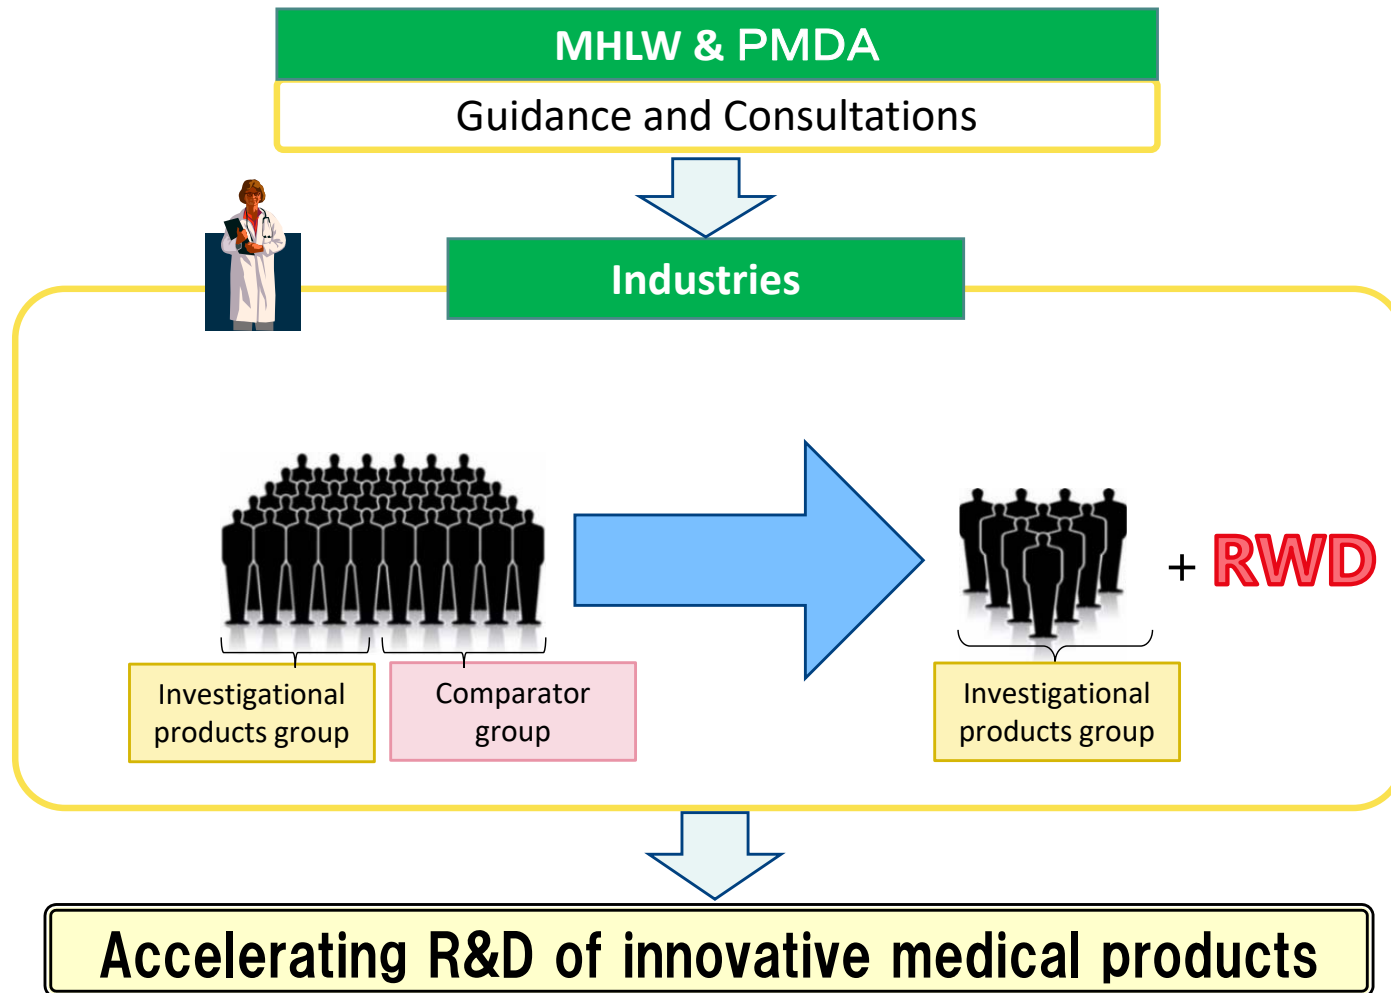 MHLW & PMDA
Guidance and Consultations
Industries
+ RWD
Investigational
products group
Comparator
group
Investigational
products group
Accelerating R&D of innovative medical products